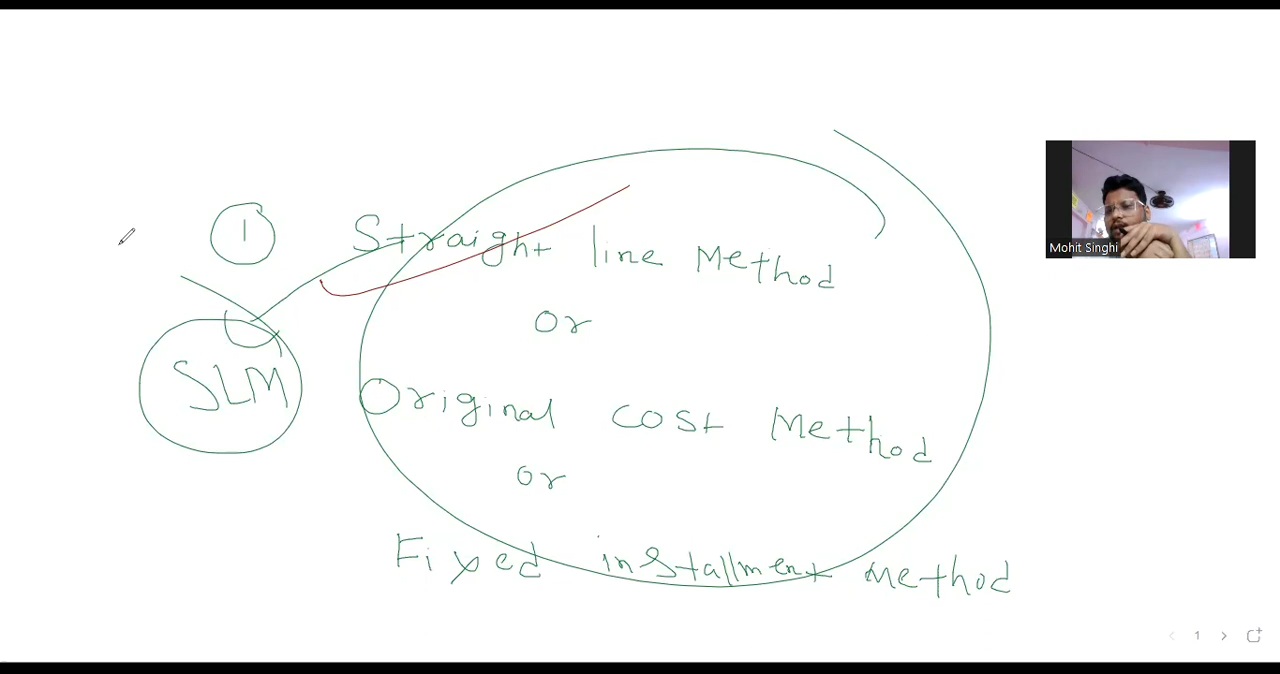 1
Straight line Method
or
SLM
Original cost Method
or
Fixed installment Method
Mohit Singhi
1